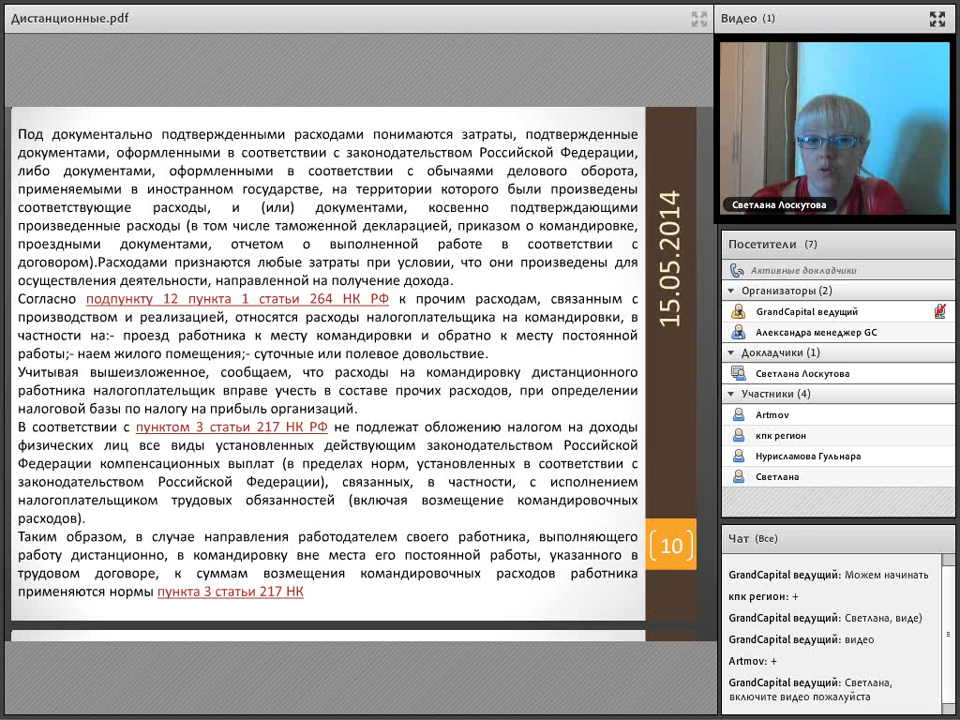 Дистанционные.pdf
Под документально подтвержденными расходами понимаются затраты, подтвержденные
документами, оформленными в соответствии с законодательством Российской Федерации,
либо документами, оформленными в соответствии с обычаями делового оборота,
применяемыми в иностранном государстве, на территории которого были произведены
соответствующие расходы, и (или) документами, косвенно подтверждающими
произведенные расходы (в том числе таможенной декларацией, приказом о командировке,
проездными документами, отчетом о выполненной работе в соответствии с
договором).Расходами признаются любые затраты при условии, что они произведены для
осуществления деятельности, направленной на получение дохода.
Согласно подпункту 12 пункта 1 статьи 264 НК РФ к прочим расходам, связанным с
производством и реализацией, относятся расходы налогоплательщика на командировки, в
частности на:- проезд работника к месту командировки и обратно к месту постоянной
работы;- наем жилого помещения;- суточные или полевое довольствие.
Учитывая вышеизложенное, сообщаем, что расходы на командировку дистанционного
работника налогоплательщик вправе учесть в составе прочих расходов, при определении
налоговой базы по налогу на прибыль организаций.
В соответствии с пунктом 3 статьи 217 НК РФ не подлежат обложению налогом на доходы
физических лиц все виды установленных действующим законодательством Российской
Федерации компенсационных выплат (в пределах норм, установленных в соответствии с
законодательством Российской Федерации), связанных, в частности, с исполнением
налогоплательщиком трудовых обязанностей (включая возмещение командировочных
расходов).
Таким образом, в случае направления работодателем своего работника, выполняющего
работу дистанционно, в командировку вне места его постоянной работы, указанного в
трудовом договоре, к суммам возмещения командировочных расходов работника
применяются нормы пункта 3 статьи 217 НК
15.05.2014
10
Видео (1)
Светлана Лоскутова
Посетители (7)
Активные докладчики
Организаторы (2)
GrandCapital ведущий
Александра менеджер GC
Докладчики (1)
Светлана Лоскутова
Участники (4)
Artmov
кпк регион
Нурисламова Гульнара
Светлана
Чат (Все)
GrandCapital ведущий: Можем начинать
кпк регион: +
GrandCapital ведущий: Светлана, виде)
GrandCapital ведущий: видео
Artmov: +
GrandCapital ведущий: Светлана,
включите видео пожалуйста